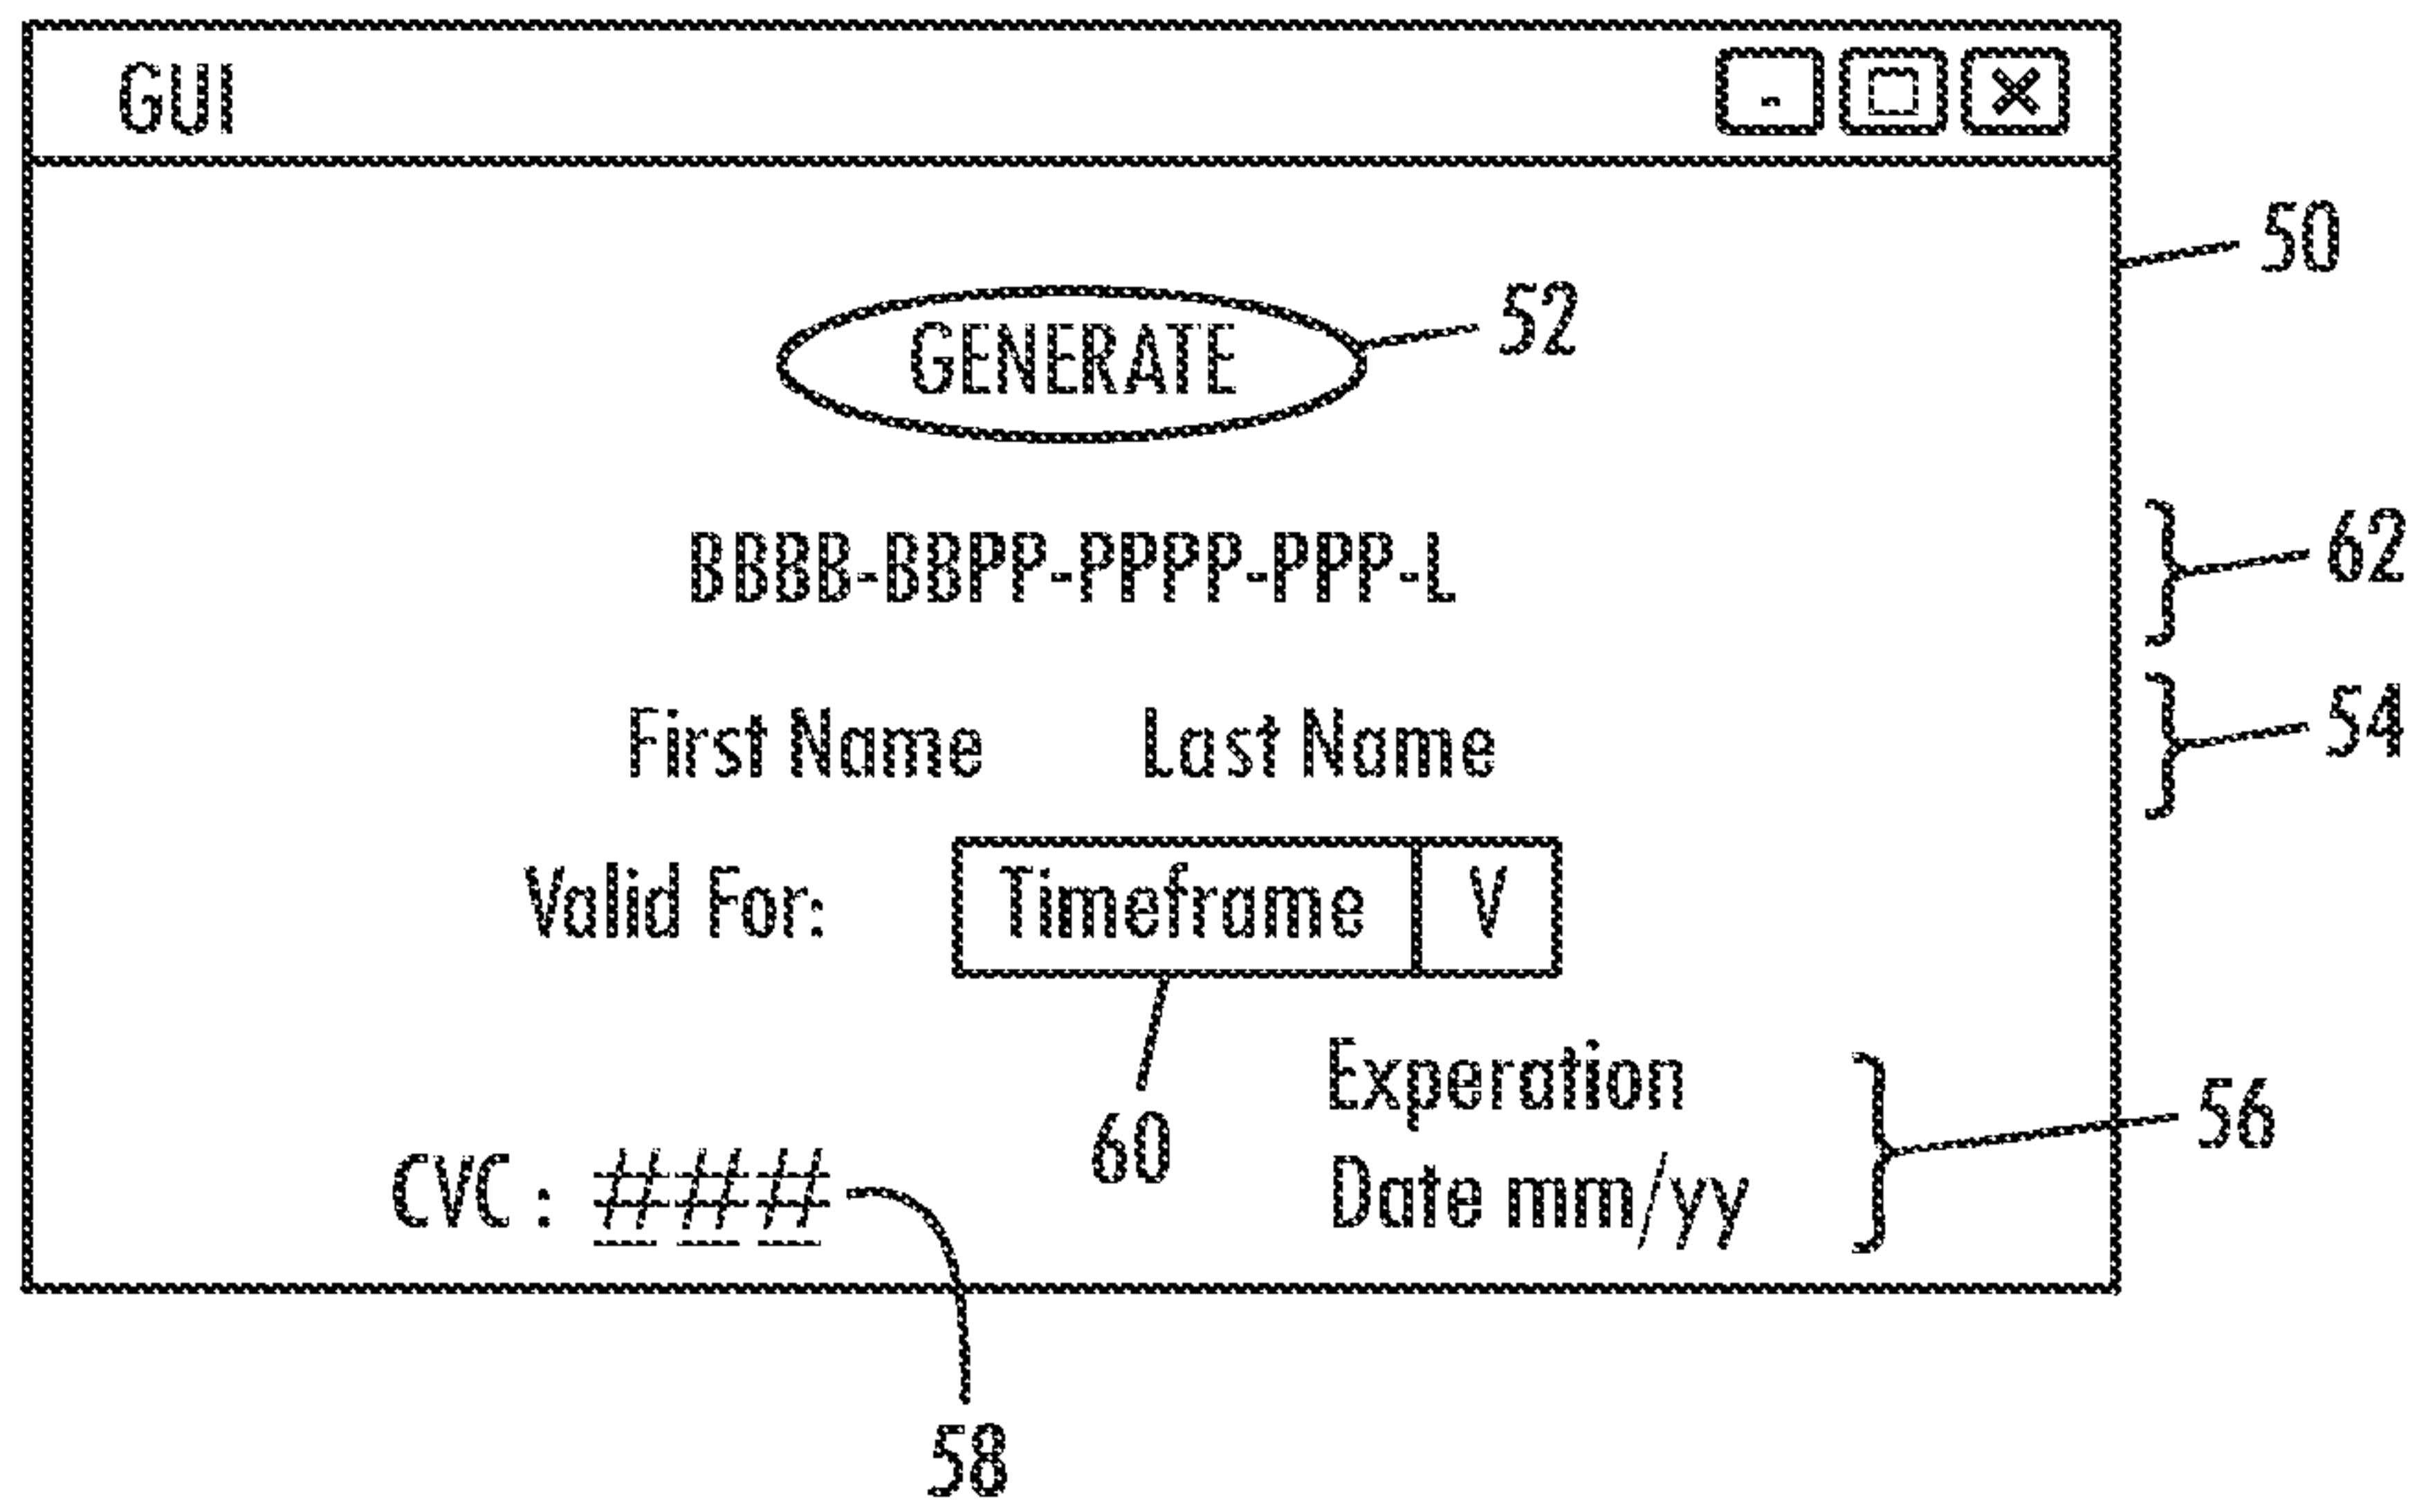 GUI - □ X
50
GENERATE 52
BBBB-BBPP-PPPP-PPP-L 62
First Name Last Name 54
Valid For: Timeframe V
60
Experation
Date mm/yy 56
CVC : ### 58